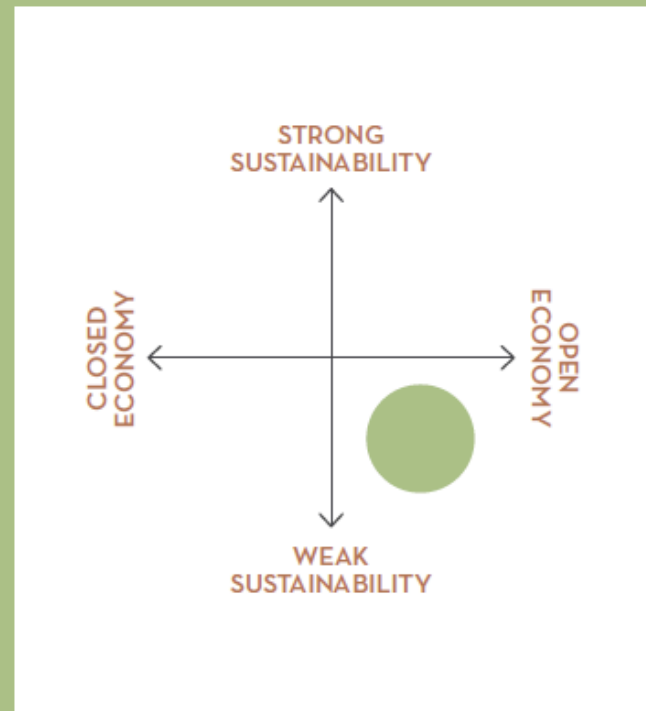 STRONG
SUSTAINABILITY
CLOSED
ECONOMY
OPEN
ECONOMY
WEAK
SUSTAINABILITY